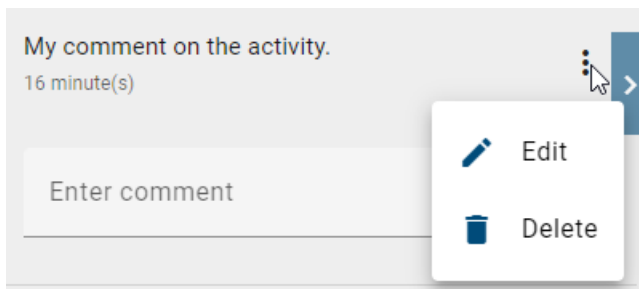 My comment on the activity.
16 minute(s)
Edit
Enter comment
Delete